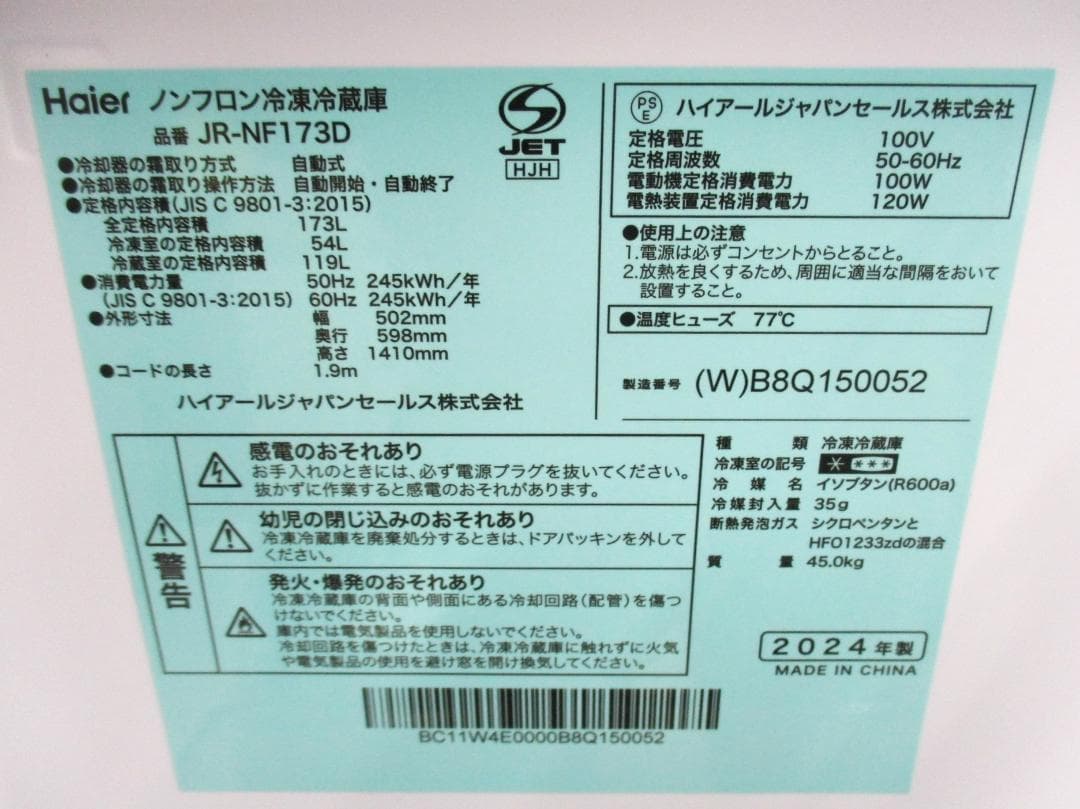 Haier ノンフロン冷凍冷蔵庫
品番 JR-NF173D
●冷却器の霜取り方式 自動式
●冷却器の霜取り操作方法 自動開始・自動終了
●定格内容積(JIS C 9801-3:2015)
全定格内容積 173L
冷凍室の定格内容積 54L
冷蔵室の定格内容積 119L
●消費電力量 50Hz 245kWh/年
(JIS C 9801-3:2015) 60Hz 245kWh/年
●外形寸法 幅 502mm
奥行 598mm
高さ 1410mm
●コードの長さ 1.9m
ハイアールジャパンセールス株式会社
JET
HJH
PS
E
ハイアールジャパンセールス株式会社
定格電圧 100V
定格周波数 50-60Hz
電動機定格消費電力 100W
電熱装置定格消費電力 120W
●使用上の注意
1.電源は必ずコンセントからとること。
2.放熱を良くするため、周囲に適当な間隔をおいて
設置すること。
●温度ヒューズ 77℃
製造番号 (W)B8Q150052
警告
感電のおそれあり
お手入れのときには、必ず電源プラグを抜いてください。
抜かずに作業すると感電のおそれがあります。
幼児の閉じ込みのおそれあり
冷凍冷蔵庫を廃棄処分するときは、ドアパッキンを外して
ください。
発火・爆発のおそれあり
冷凍冷蔵庫の背面や側面にある冷却回路(配管)を傷つ
けないでください。
庫内では電気製品を使用しないでください。
冷却回路を傷つけたときは、冷凍冷蔵庫に触れずに火気
や電気製品の使用を避け窓を開け換気してください。
種類 冷凍冷蔵庫
冷凍室の記号 * ***
冷媒名 イソブタン(R600a)
冷媒封入量 35g
断熱発泡ガス シクロペンタンと
HFO1233zdの混合
質量 45.0kg
2024年製
MADE IN CHINA
BC11W4E0000B8Q150052